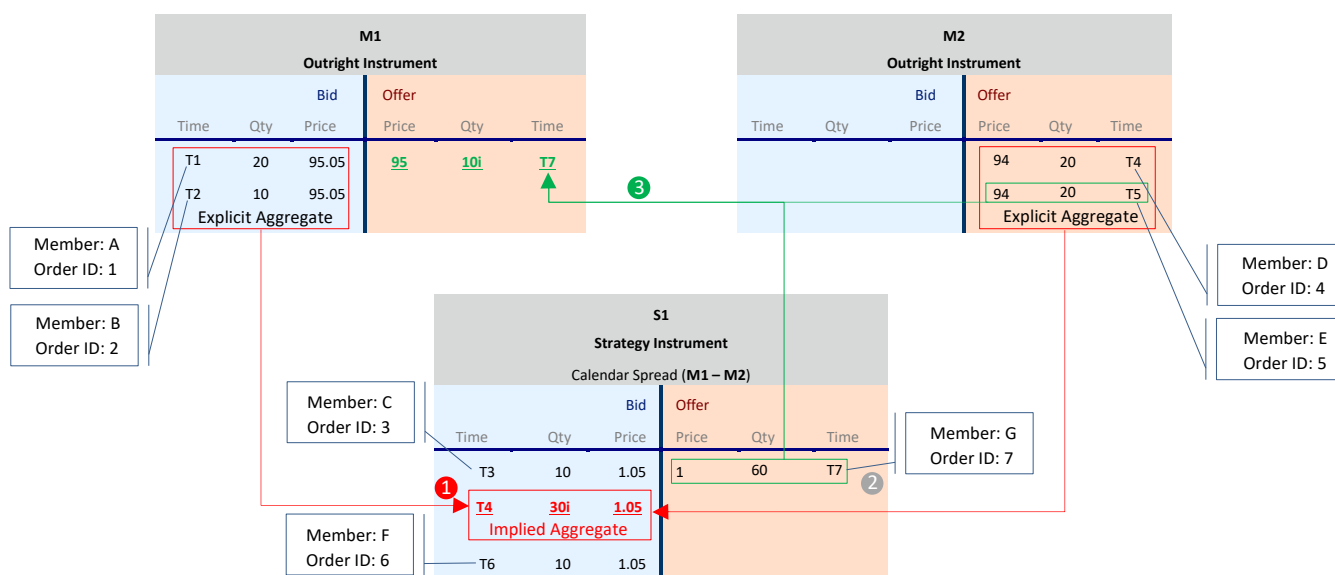 M1
Outright Instrument
Bid Offer
Time Qty Price Price Qty Time
T1 20 95.05 95 10i T7
T2 10 95.05
Explicit Aggregate
M2
Outright Instrument
Bid Offer
Time Qty Price Price Qty Time
94 20 T4
94 20 T5
Explicit Aggregate
3
Member: A
Order ID: 1
Member: B
Order ID: 2
Member: D
Order ID: 4
Member: E
Order ID: 5
S1
Strategy Instrument
Calendar Spread (M1 – M2)
Bid Offer
Time Qty Price Price Qty Time
T3 10 1.05 1 60 T7
1 2
T4 30i 1.05
Implied Aggregate
T6 10 1.05
Member: C
Order ID: 3
Member: G
Order ID: 7
Member: F
Order ID: 6